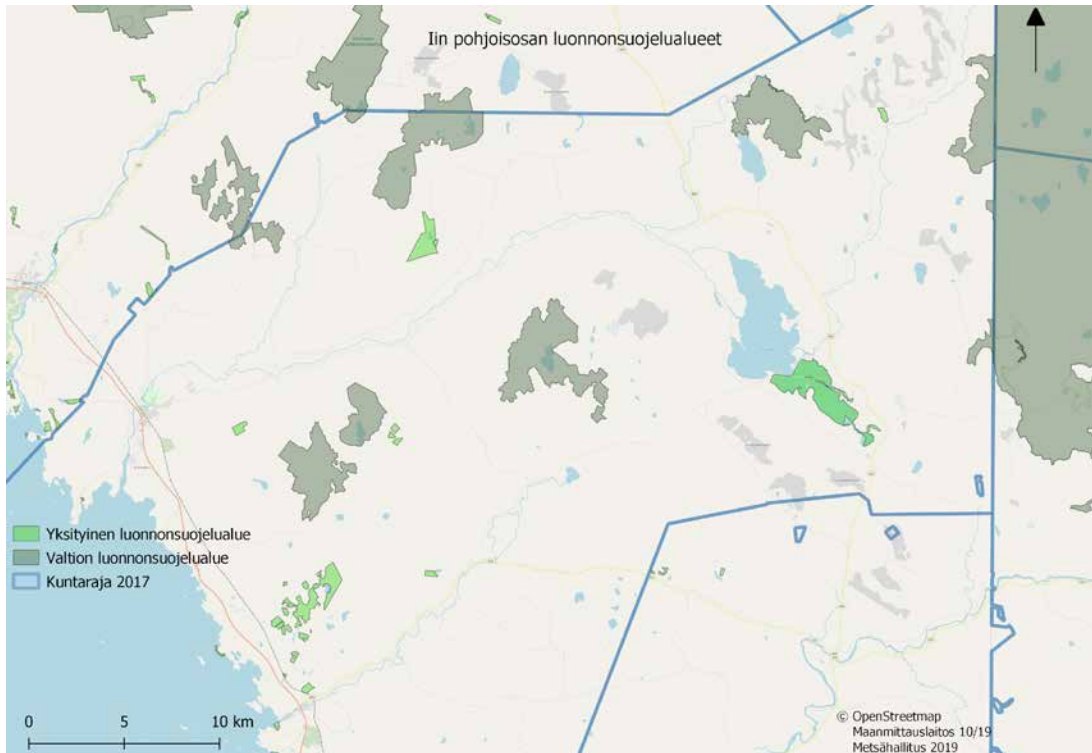 Iin pohjoisosan luonnonsuojelualueet
Yksityinen luonnonsuojelualue
Valtion luonnonsuojelualue
Kuntaraja 2017
0 5 10 km
© OpenStreetmap
Maanmittauslaitos 10/19
Metsähallitus 2019